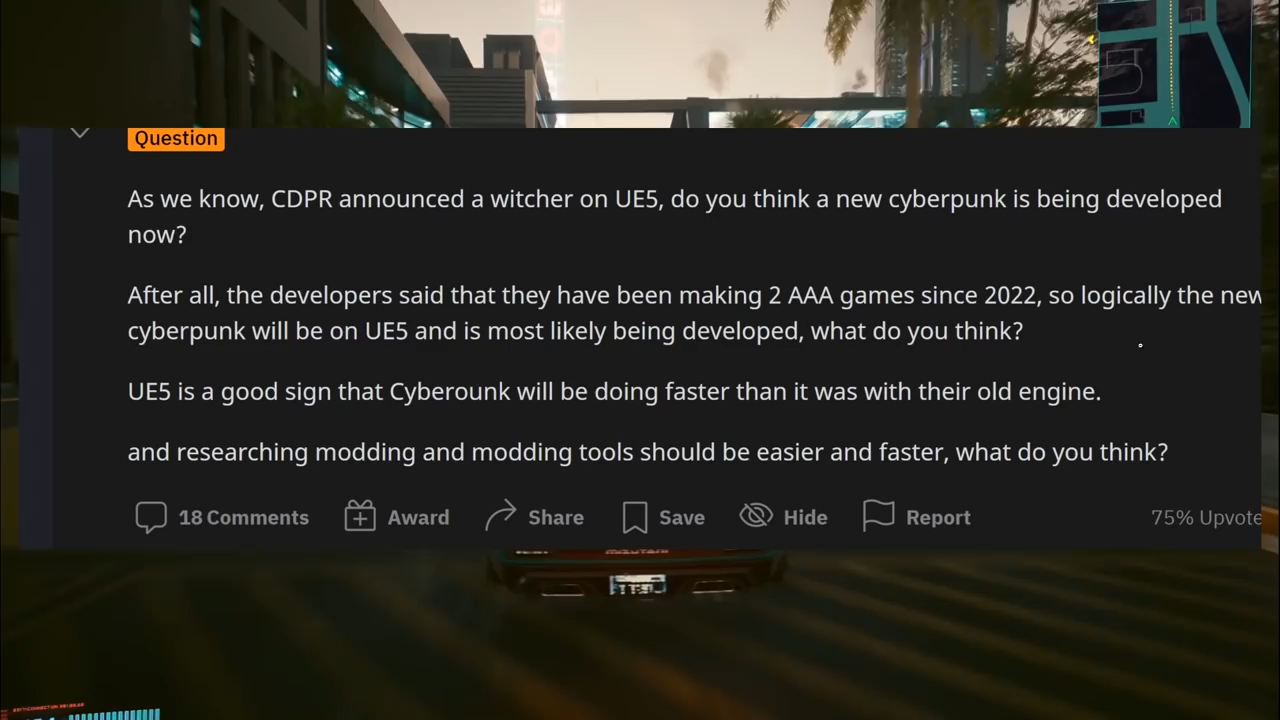 Question
As we know, CDPR announced a witcher on UE5, do you think a new cyberpunk is being developed
now?
After all, the developers said that they have been making 2 AAA games since 2022, so logically the new
cyberpunk will be on UE5 and is most likely being developed, what do you think?
UE5 is a good sign that Cyberounk will be doing faster than it was with their old engine.
and researching modding and modding tools should be easier and faster, what do you think?
18 Comments Award Share Save Hide Report 75% Upvote